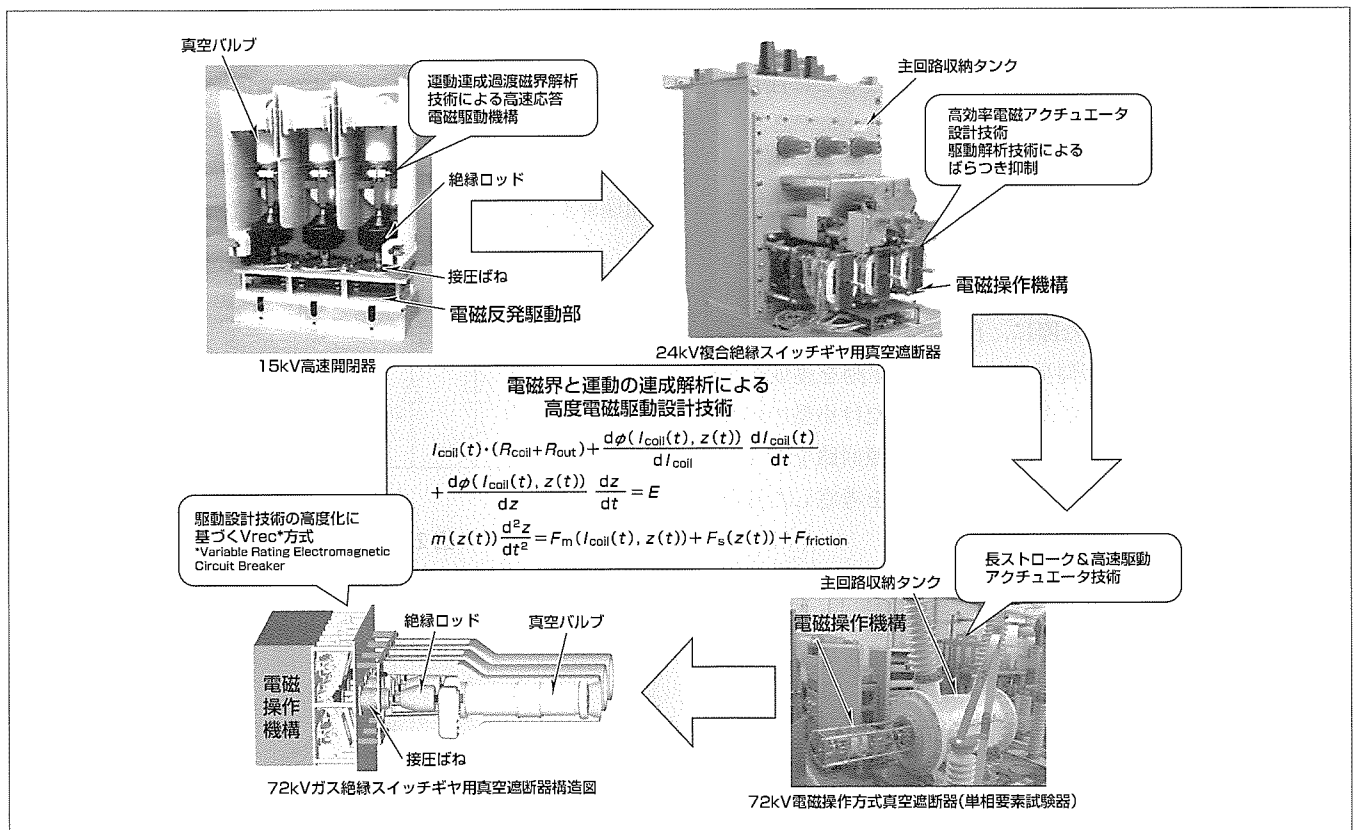 真空バルブ
運動連成過渡磁界解析
技術による高速応答
電磁駆動機構
絶縁ロッド
接圧ばね
電磁反発駆動部
15kV高速開閉器
主回路収納タンク
高効率電磁アクチュエータ
設計技術
駆動解析技術による
ばらつき抑制
電磁操作機構
24kV複合絶縁スイッチギヤ用真空遮断器
電磁界と運動の連成解析による
高度電磁駆動設計技術
I_coil(t)・(R_coil+R_out)+ dφ(I_coil(t), z(t))/dI_coil dI_coil(t)/dt
+ dφ(I_coil(t), z(t))/dz dz/dt = E
m(z(t)) d²z/dt² = F_m(I_coil(t), z(t))+F_s(z(t))+F_friction
駆動設計技術の高度化に
基づくVrec*方式
*Variable Rating Electromagnetic
Circuit Breaker
電磁
操作
機構
絶縁ロッド
真空バルブ
接圧ばね
72kVガス絶縁スイッチギヤ用真空遮断器構造図
長ストローク&高速駆動
アクチュエータ技術
主回路収納タンク
電磁操作機構
72kV電磁操作方式真空遮断器(単相要素試験器)